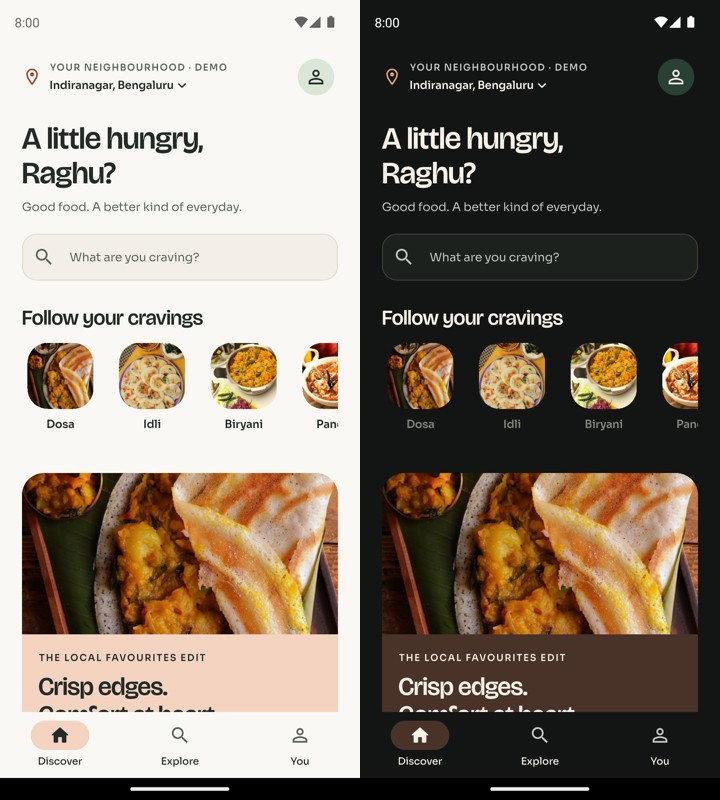 8:00
YOUR NEIGHBOURHOOD · DEMO
Indiranagar, Bengaluru
A little hungry,
Raghu?
Good food. A better kind of everyday.
What are you craving?
Follow your cravings
Dosa Idli Biryani
THE LOCAL FAVOURITES EDIT
Crisp edges.
Discover Explore You
8:00
YOUR NEIGHBOURHOOD · DEMO
Indiranagar, Bengaluru
A little hungry,
Raghu?
Good food. A better kind of everyday.
What are you craving?
Follow your cravings
Dosa Idli Biryani
THE LOCAL FAVOURITES EDIT
Crisp edges.
Discover Explore You